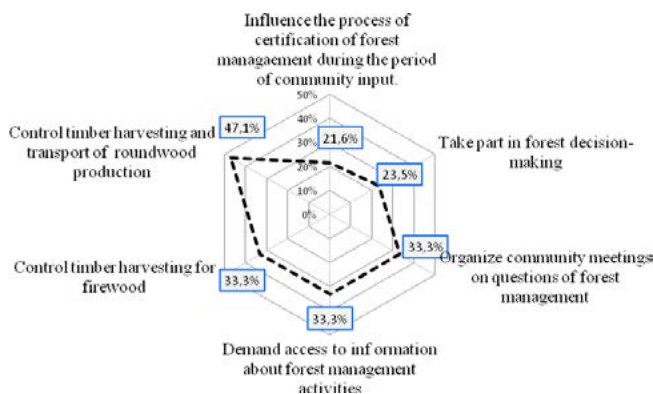 Influence the process of
certification of forest
managaement during the period
of community input.
50%
40%
30%
20%
10%
0%
47,1%
21,6%
23,5%
33,3%
33,3%
33,3%
Control timber harvesting and
transport of roundwood
production
Take part in forest decision-
making
Control timber harvesting for
firewood
Organize community meetings
on questions of forest
management
Demand access to information
about forest management
activities